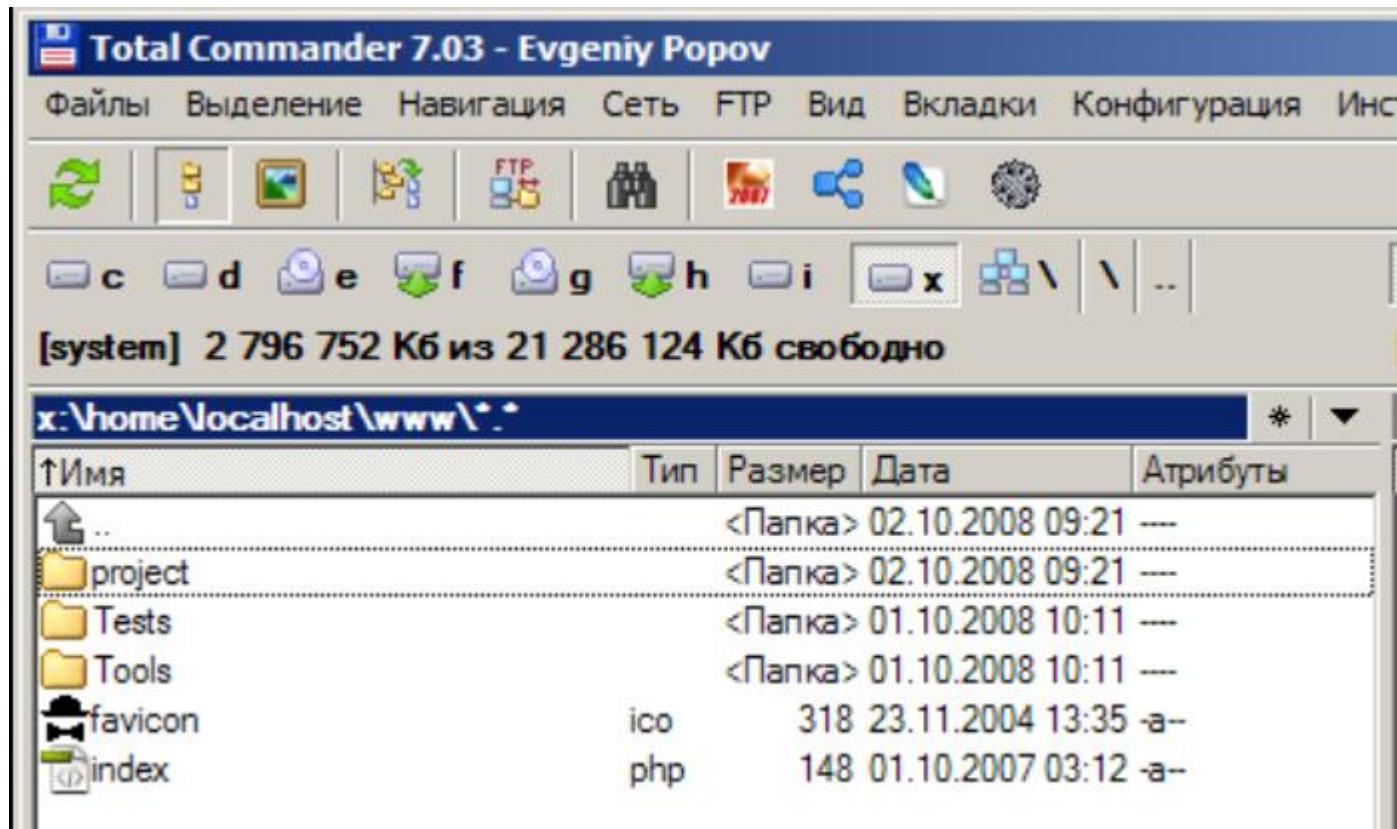 Total Commander 7.03 - Evgeniy Popov
Файлы Выделение Навигация Сеть FTP Вид Вкладки Конфигурация Инс
FTP 2007
c d e f g h i x \ \ ..
[system] 2 796 752 Кб из 21 286 124 Кб свободно
x:\home\localhost\www\*.* * ▼
↑Имя Тип Размер Дата Атрибуты
.. <Папка> 02.10.2008 09:21 ----
project <Папка> 02.10.2008 09:21 ----
Tests <Папка> 01.10.2008 10:11 ----
Tools <Папка> 01.10.2008 10:11 ----
favicon ico 318 23.11.2004 13:35 -a--
index php 148 01.10.2007 03:12 -a--